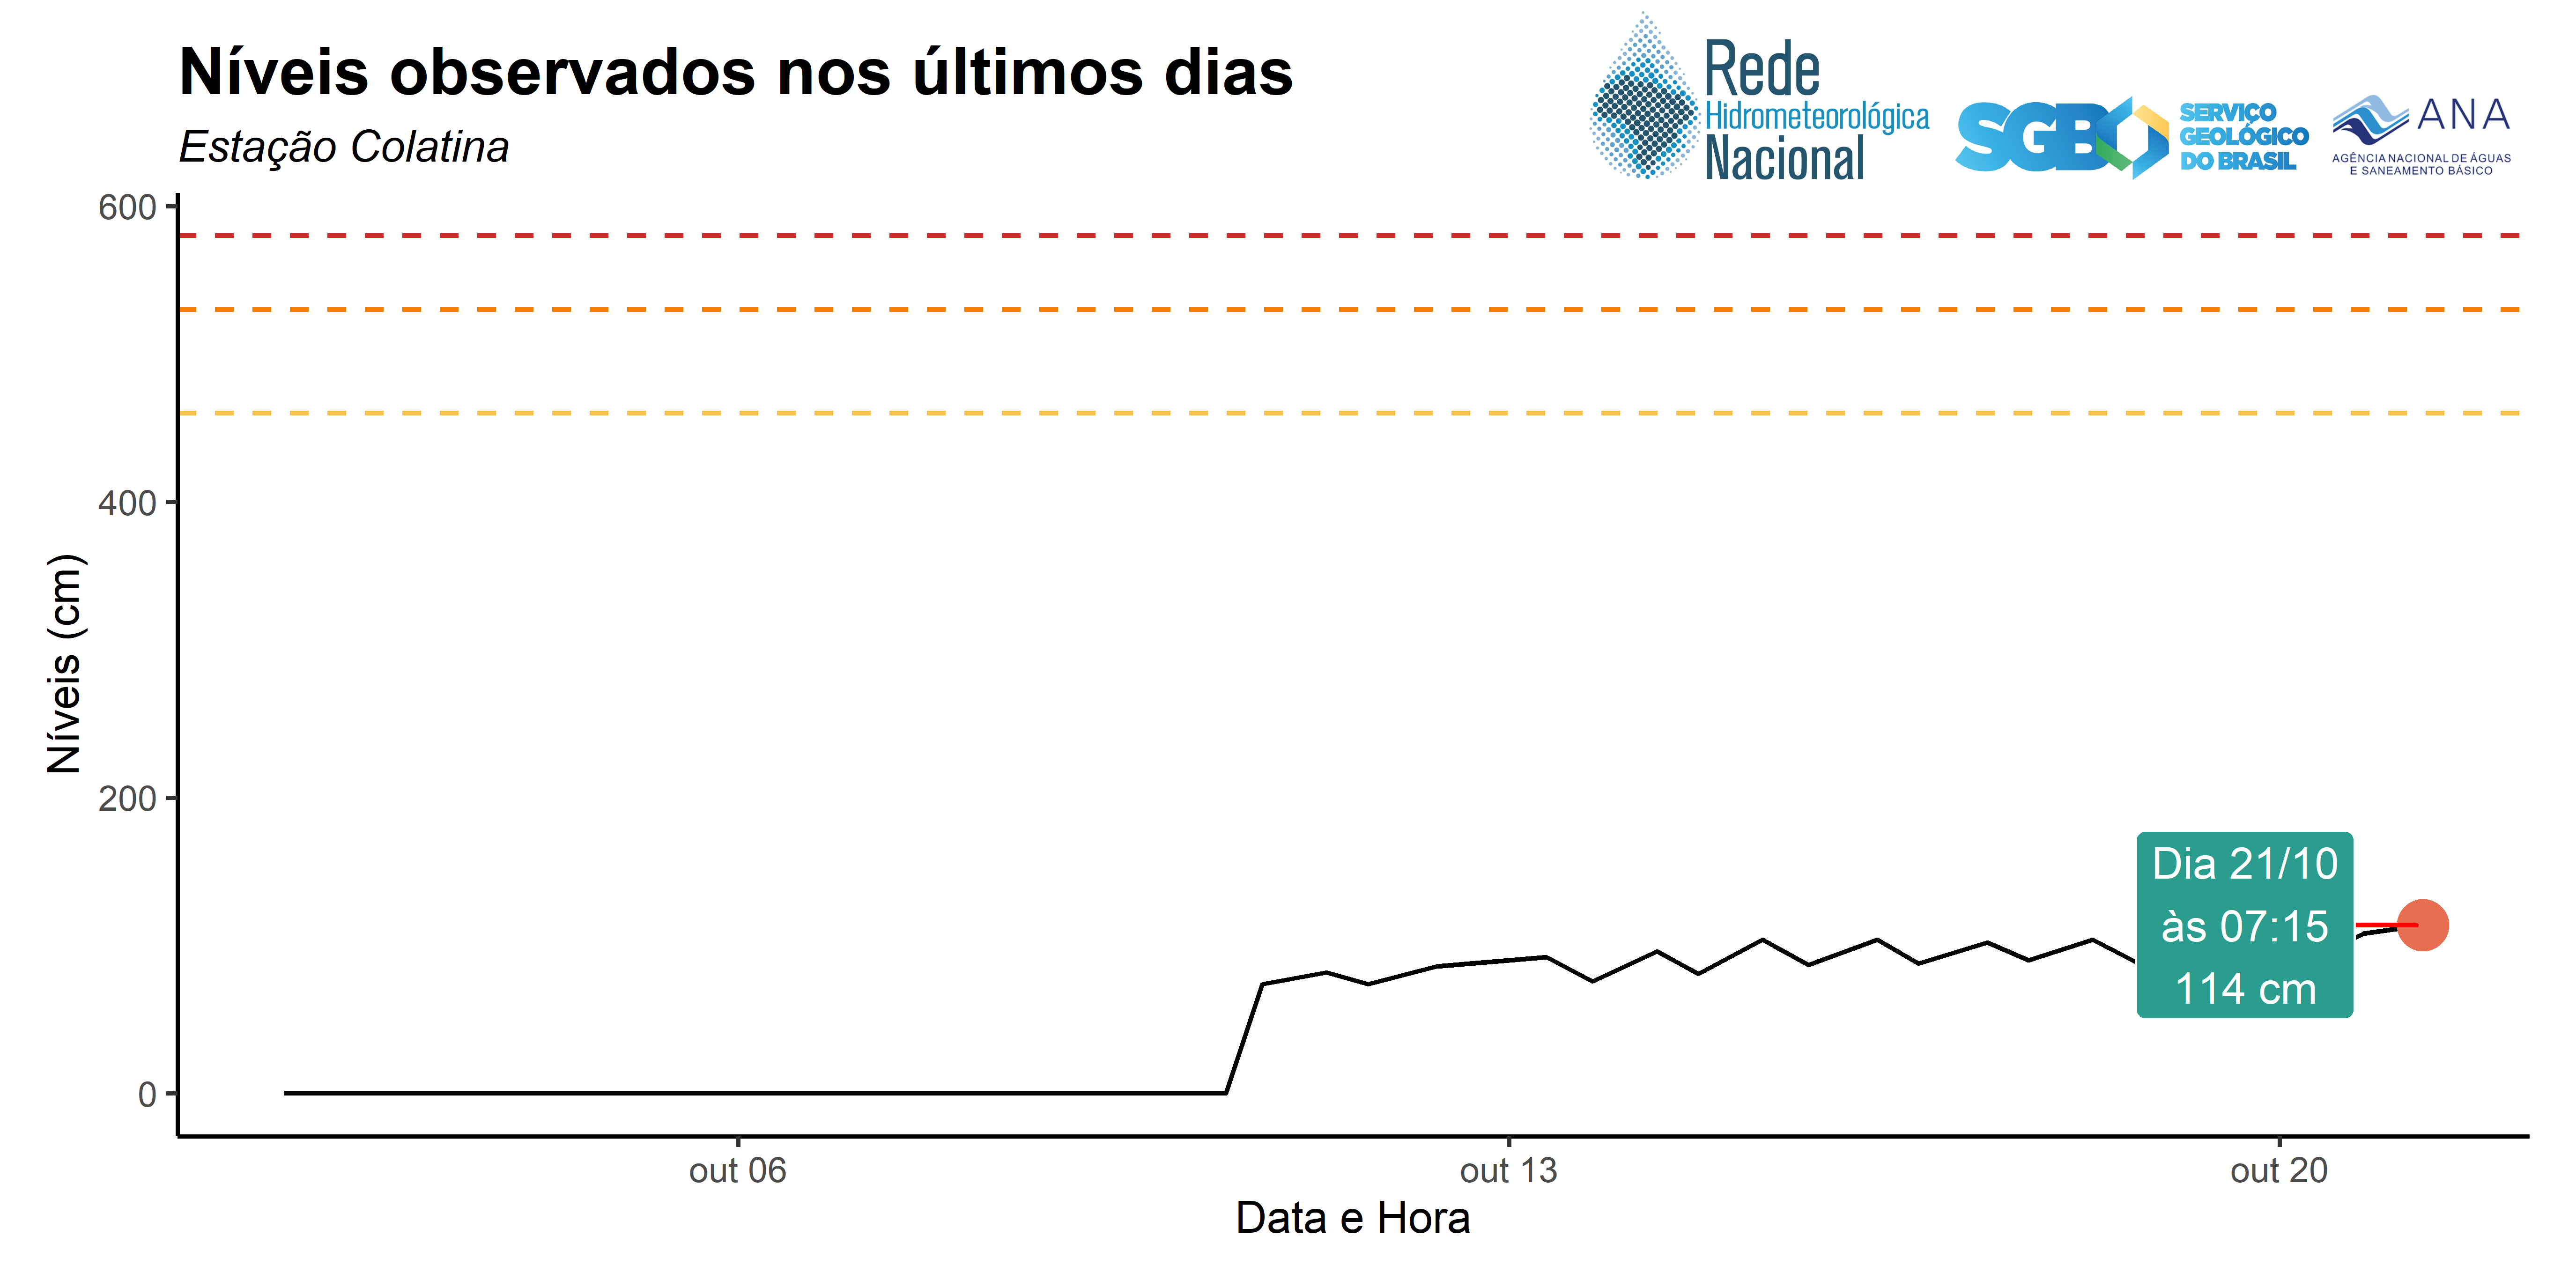 Níveis observados nos últimos dias
Estação Colatina
Rede
Hidrometeorológica
Nacional
SGB
SERVIÇO
GEOLÓGICO
DO BRASIL
ANA
AGÊNCIA NACIONAL DE ÁGUAS
E SANEAMENTO BÁSICO
600
400
200
0
Níveis (cm)
Dia 21/10
às 07:15
114 cm
out 06
out 13
out 20
Data e Hora